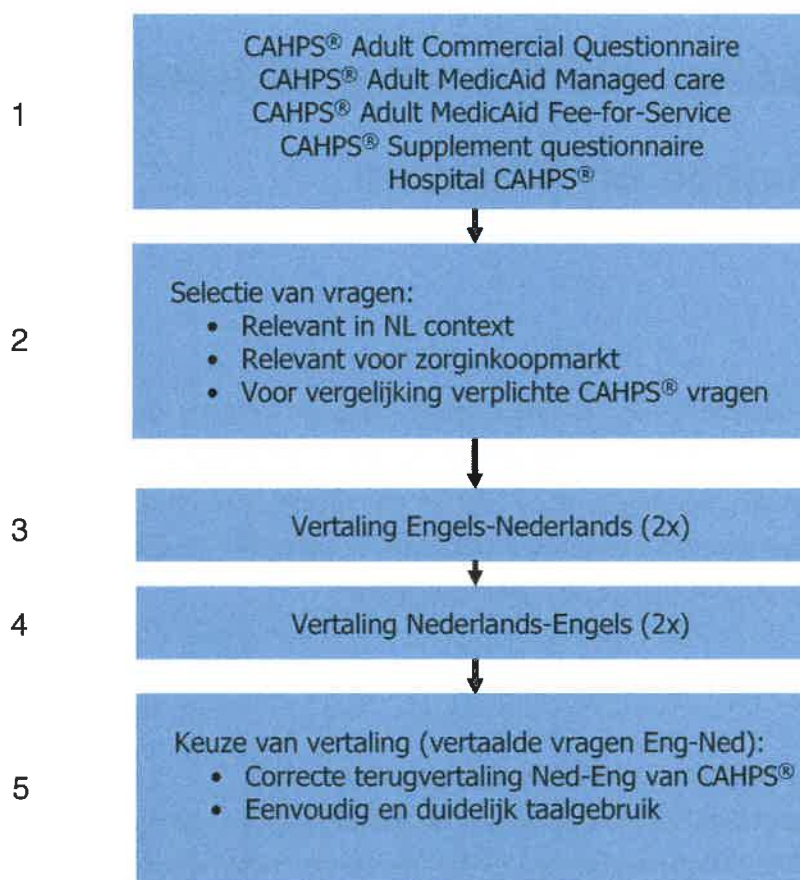 1
CAHPS® Adult Commercial Questionnaire
CAHPS® Adult MedicAid Managed care
CAHPS® Adult MedicAid Fee-for-Service
CAHPS® Supplement questionnaire
Hospital CAHPS®
2
Selectie van vragen:
• Relevant in NL context
• Relevant voor zorginkoopmarkt
• Voor vergelijking verplichte CAHPS® vragen
3
Vertaling Engels-Nederlands (2x)
4
Vertaling Nederlands-Engels (2x)
5
Keuze van vertaling (vertaalde vragen Eng-Ned):
• Correcte terugvertaling Ned-Eng van CAHPS®
• Eenvoudig en duidelijk taalgebruik